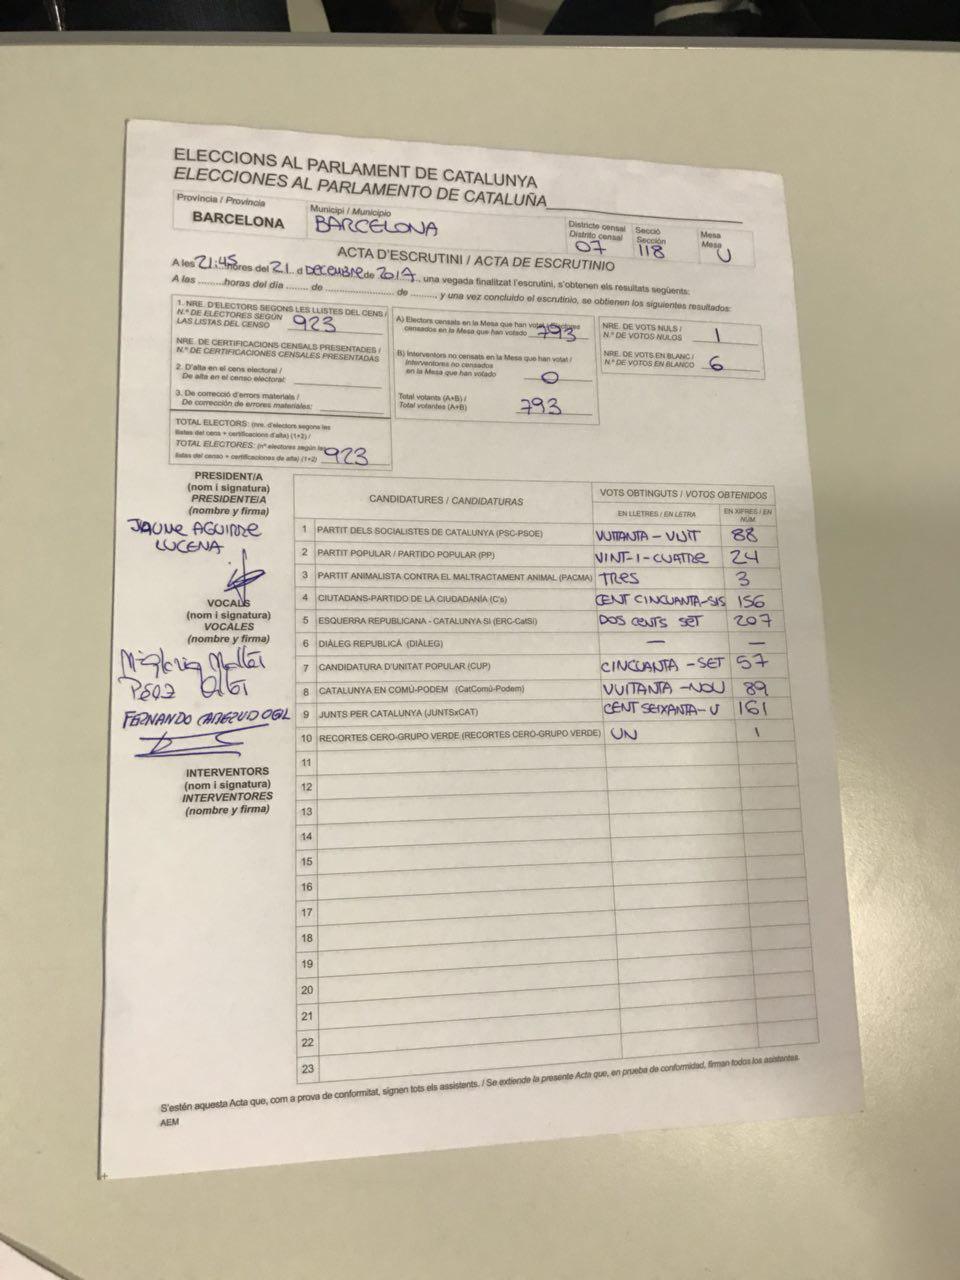 ELECCIONS AL PARLAMENT DE CATALUNYA
ELECCIONES AL PARLAMENTO DE CATALUÑA
Provincia / Provincia
BARCELONA
Municipi / Municipio
BARCELONA
Districte censal
Distrito censal
07
Secció
Sección
118
Mesa
Mesa
U
ACTA D'ESCRUTINI / ACTA DE ESCRUTINIO
A les 21:45 hores del 21 d DECEMBRE de 2017, una vegada finalitzat l'escrutini, s'obtenen els resultats següents:
A las ........horas del día ....... de ........................ de ........, y una vez concluido el escrutinio, se obtienen los siguientes resultados:
1. NRE. D'ELECTORS SEGONS LES LLISTES DEL CENS /
N.º DE ELECTORES SEGÚN
LAS LISTAS DEL CENSO 923
NRE. DE CERTIFICACIONS CENSALS PRESENTADES /
N.º DE CERTIFICACIONES CENSALES PRESENTADAS
2. D'alta en el cens electoral /
De alta en el censo electoral:
3. De correcció d'errors materials /
De corrección de errores materiales:
TOTAL ELECTORS: (nre. d'electors segons les
llistes del cens + certificacions d'alta) (1+2) /
TOTAL ELECTORES: (nº electores según las
listas del censo + certificaciones de alta) (1+2) 923
A) Electors censats en la Mesa que han votat / Electores
censados en la Mesa que han votado 793
B) Interventors no censats en la Mesa que han votat /
Interventores no censados
en la Mesa que han votado 0
Total votants (A+B) /
Total votantes (A+B) 793
NRE. DE VOTS NULS /
N.º DE VOTOS NULOS 1
NRE. DE VOTS EN BLANC /
N.º DE VOTOS EN BLANCO 6
PRESIDENT/A
(nom i signatura)
PRESIDENTE/A
(nombre y firma)
JAUME AGUIRRE
LUCENA
VOCALS
(nom i signatura)
VOCALES
(nombre y firma)
FERNANDO
INTERVENTORS
(nom i signatura)
INTERVENTORES
(nombre y firma)
CANDIDATURES / CANDIDATURAS
VOTS OBTINGUTS / VOTOS OBTENIDOS
EN LLETRES / EN LETRA
EN XIFRES / EN NÚM.
1 PARTIT DELS SOCIALISTES DE CATALUNYA (PSC-PSOE) VUITANTA-VUIT 88
2 PARTIT POPULAR / PARTIDO POPULAR (PP) VINT-I-CUATRE 24
3 PARTIT ANIMALISTA CONTRA EL MALTRACTAMENT ANIMAL (PACMA) TRES 3
4 CIUTADANS-PARTIDO DE LA CIUDADANÍA (C's) CENT CINCUANTA-SIS 156
5 ESQUERRA REPUBLICANA - CATALUNYA SÍ (ERC-CatSí) DOS CENTS SET 207
6 DIÀLEG REPUBLICÀ (DIÀLEG) — —
7 CANDIDATURA D'UNITAT POPULAR (CUP) CINCUANTA-SET 57
8 CATALUNYA EN COMÚ-PODEM (CatComú-Podem) VUITANTA-NOU 89
9 JUNTS PER CATALUNYA (JUNTSxCAT) CENT SEIXANTA-U 161
10 RECORTES CERO-GRUPO VERDE (RECORTES CERO-GRUPO VERDE) UN 1
11
12
13
14
15
16
17
18
19
20
21
22
23
S'estén aquesta Acta que, com a prova de conformitat, signen tots els assistents. / Se extiende la presente Acta que, en prueba de conformidad, firman todos los asistentes.
AEM